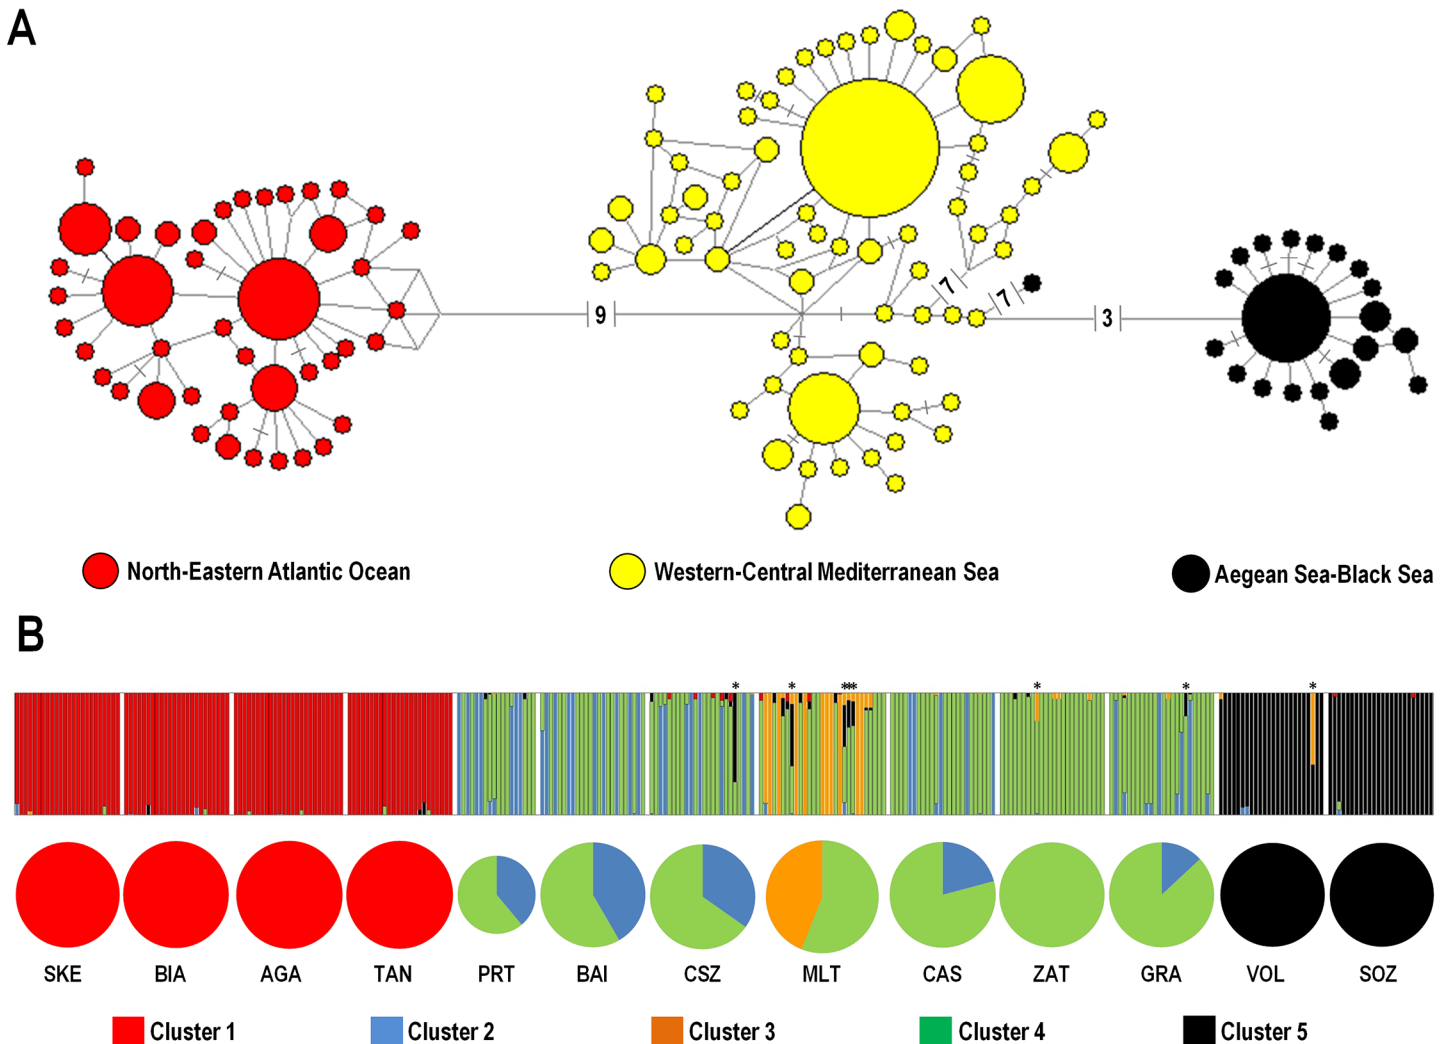 A
9
7
7
3
North-Eastern Atlantic Ocean
Western-Central Mediterranean Sea
Aegean Sea-Black Sea
B
* * *** * * *
SKE BIA AGA TAN PRT BAI CSZ MLT CAS ZAT GRA VOL SOZ
Cluster 1 Cluster 2 Cluster 3 Cluster 4 Cluster 5